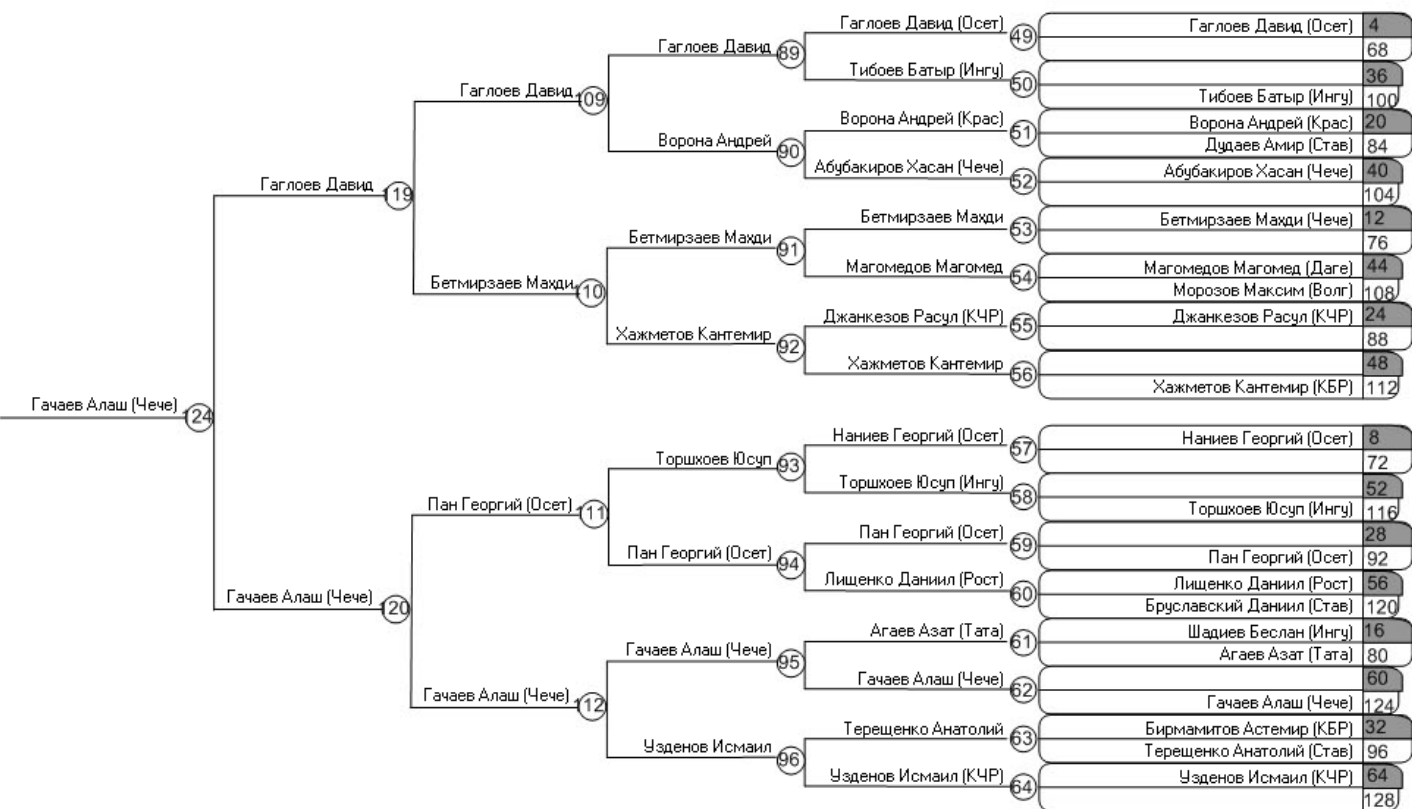 Гаглоев Давид (Осет) 49 Гаглоев Давид (Осет) 4
Гаглоев Давид 89 68
Тибоев Батыр (Ингу) 50 36
Гаглоев Давид 109 Тибоев Батыр (Ингу) 100
Ворона Андрей (Крас) 51 Ворона Андрей (Крас) 20
Ворона Андрей 90 Дудаев Амир (Став) 84
Абубакиров Хасан (Чече) 52 Абубакиров Хасан (Чече) 40
Гаглоев Давид 119 104
Бетмирзаев Махди 53 Бетмирзаев Махди (Чече) 12
Бетмирзаев Махди 91 76
Магомедов Магомед 54 Магомедов Магомед (Даге) 44
Бетмирзаев Махди 110 Морозов Максим (Волг) 108
Джанкезов Расул (КЧР) 55 Джанкезов Расул (КЧР) 24
Хажметов Кантемир 92 88
Хажметов Кантемир 56 48
Хажметов Кантемир (КБР) 112
Гачаев Алаш (Чече) 124
Наниев Георгий (Осет) 57 Наниев Георгий (Осет) 8
Торшхоев Юсуп 93 72
Торшхоев Юсуп (Ингу) 58 52
Пан Георгий (Осет) 111 Торшхоев Юсуп (Ингу) 116
Пан Георгий (Осет) 59 28
Пан Георгий (Осет) 94 Пан Георгий (Осет) 92
Лищенко Даниил (Рост) 60 Лищенко Даниил (Рост) 56
Гачаев Алаш (Чече) 120 Бруславский Даниил (Став) 120
Агаев Азат (Тата) 61 Шадиев Беслан (Ингу) 16
Гачаев Алаш (Чече) 95 Агаев Азат (Тата) 80
Гачаев Алаш (Чече) 62 60
Гачаев Алаш (Чече) 112 Гачаев Алаш (Чече) 124
Терещенко Анатолий 63 Бирмамитов Астемир (КБР) 32
Узденов Исмаил 96 Терещенко Анатолий (Став) 96
Узденов Исмаил (КЧР) 64 Узденов Исмаил (КЧР) 64
128